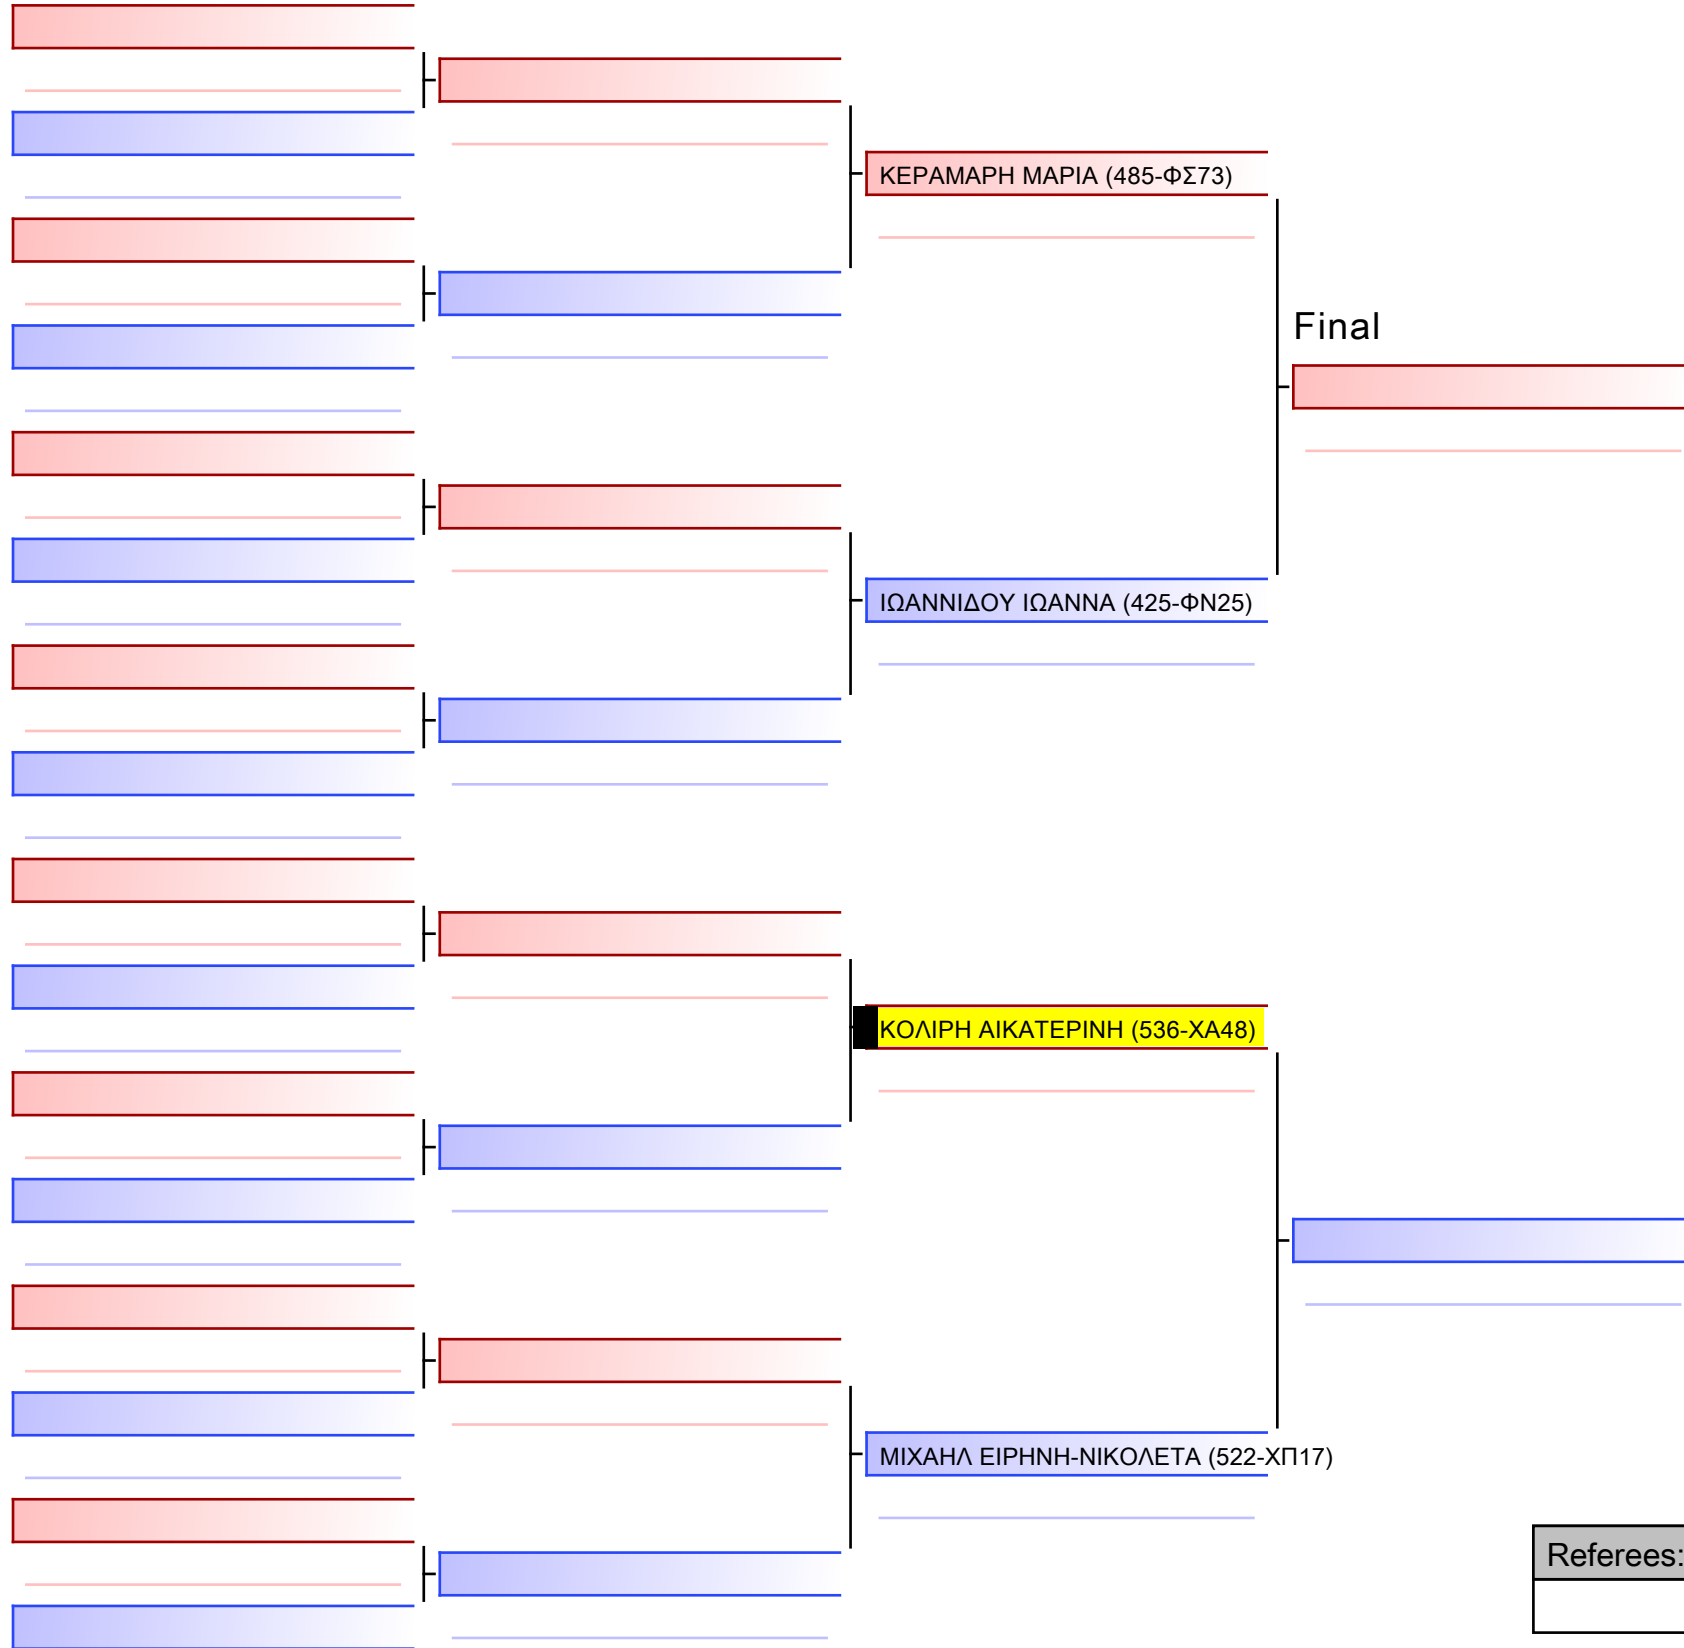 ΚΕΡΑΜΑΡΗ ΜΑΡΙΑ (485-ΦΣ73)
Final
ΙΩΑΝΝΙΔΟΥ ΙΩΑΝΝΑ (425-ΦΝ25)
ΚΟΛΙΡΗ ΑΙΚΑΤΕΡΙΝΗ (536-ΧΑ48)
ΜΙΧΑΗΛ ΕΙΡΗΝΗ-ΝΙΚΟΛΕΤΑ (522-ΧΠ17)
Referees: